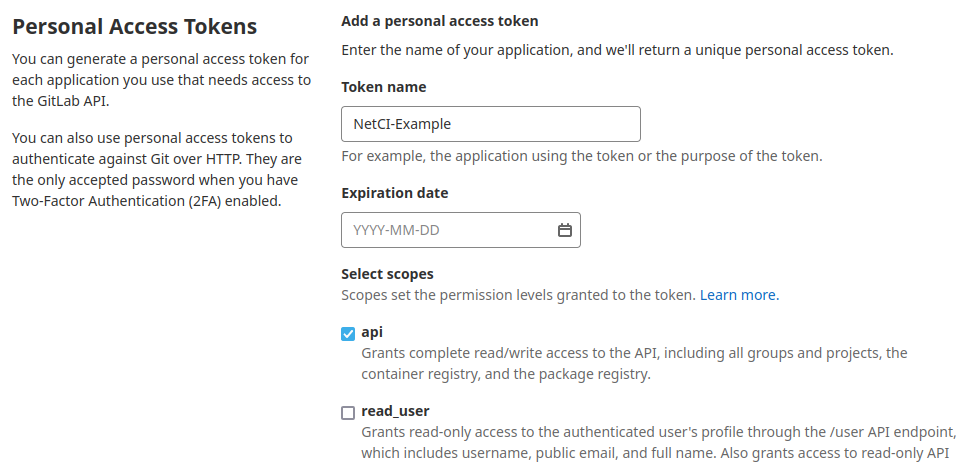 Personal Access Tokens
You can generate a personal access token for
each application you use that needs access to
the GitLab API.
You can also use personal access tokens to
authenticate against Git over HTTP. They are
the only accepted password when you have
Two-Factor Authentication (2FA) enabled.
Add a personal access token
Enter the name of your application, and we'll return a unique personal access token.
Token name
NetCI-Example
For example, the application using the token or the purpose of the token.
Expiration date
YYYY-MM-DD
Select scopes
Scopes set the permission levels granted to the token. Learn more.
api
Grants complete read/write access to the API, including all groups and projects, the
container registry, and the package registry.
read_user
Grants read-only access to the authenticated user's profile through the /user API endpoint,
which includes username, public email, and full name. Also grants access to read-only API